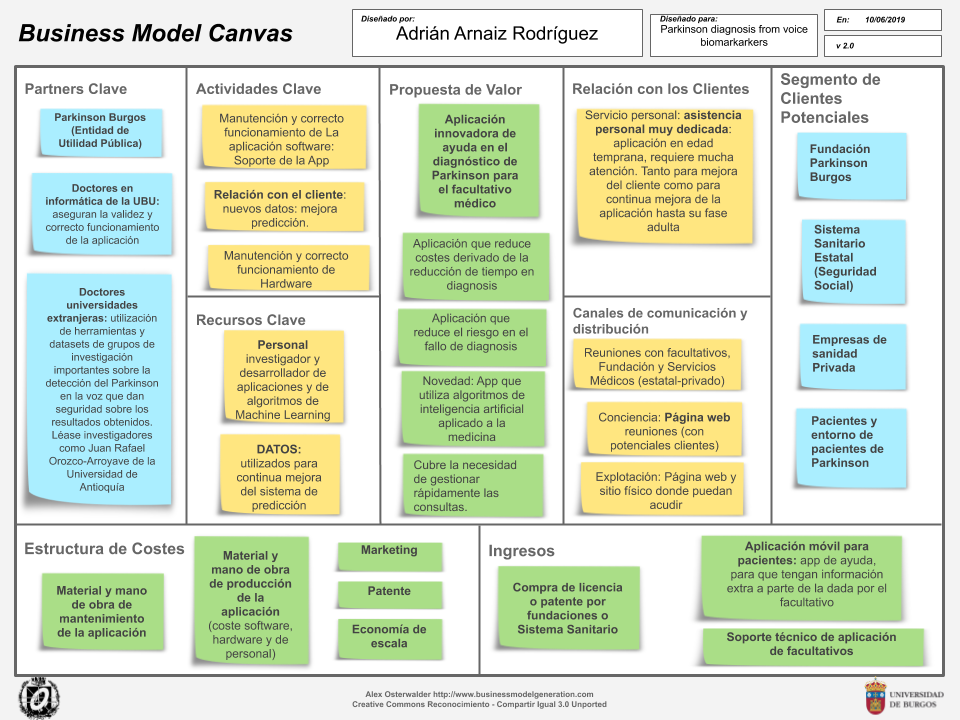 Business Model Canvas
Diseñado por:
Adrián Arnaiz Rodríguez
Diseñado para:
Parkinson diagnosis from voice
biomarkarkers
En: 10/06/2019
v 2.0
Partners Clave
Parkinson Burgos
(Entidad de
Utilidad Pública)
Doctores en
informática de la UBU:
aseguran la validez y
correcto funcionamiento
de la aplicación
Doctores
universidades
extranjeras: utilización
de herramientas y
datasets de grupos de
investigación
importantes sobre la
detección del Parkinson
en la voz que dan
seguridad sobre los
resultados obtenidos.
Léase investigadores
como Juan Rafael
Orozco-Arroyave de la
Universidad de
Antioquía
Actividades Clave
Manutención y correcto
funcionamiento de La
aplicación software:
Soporte de la App
Relación con el cliente:
nuevos datos: mejora
predicción.
Manutención y correcto
funcionamiento de
Hardware
Recursos Clave
Personal
investigador y
desarrollador de
aplicaciones y de
algoritmos de
Machine Learning
DATOS:
utilizados para
continua mejora
del sistema de
predicción
Propuesta de Valor
Aplicación
innovadora de
ayuda en el
diagnóstico de
Parkinson para
el facultativo
médico
Aplicación que reduce
costes derivado de la
reducción de tiempo en
diagnosis
Aplicación que
reduce el riesgo en el
fallo de diagnosis
Novedad: App que
utiliza algoritmos de
inteligencia artificial
aplicado a la
medicina
Cubre la necesidad
de gestionar
rápidamente las
consultas.
Relación con los Clientes
Servicio personal: asistencia
personal muy dedicada:
aplicación en edad
temprana, requiere mucha
atención. Tanto para mejora
del cliente como para
continua mejora de la
aplicación hasta su fase
adulta
Canales de comunicación y
distribución
Reuniones con facultativos,
Fundación y Servicios
Médicos (estatal-privado)
Conciencia: Página web
reuniones (con
potenciales clientes)
Explotación: Página web y
sitio físico donde puedan
acudir
Segmento de
Clientes
Potenciales
Fundación
Parkinson
Burgos
Sistema
Sanitario
Estatal
(Seguridad
Social)
Empresas de
sanidad
Privada
Pacientes y
entorno de
pacientes de
Parkinson
Estructura de Costes
Material y mano
de obra de
mantenimiento
de la aplicación
Material y
mano de obra
de producción
de la
aplicación
(coste software,
hardware y de
personal)
Marketing
Patente
Economía de
escala
Ingresos
Compra de licencia
o patente por
fundaciones o
Sistema Sanitario
Aplicación móvil para
pacientes: app de ayuda,
para que tengan información
extra a parte de la dada por el
facultativo
Soporte técnico de aplicación
de facultativos
Alex Osterwalder http://www.businessmodelgeneration.com
Creative Commons Reconocimiento - Compartir Igual 3.0 Unported
UNIVERSIDAD
DE BURGOS